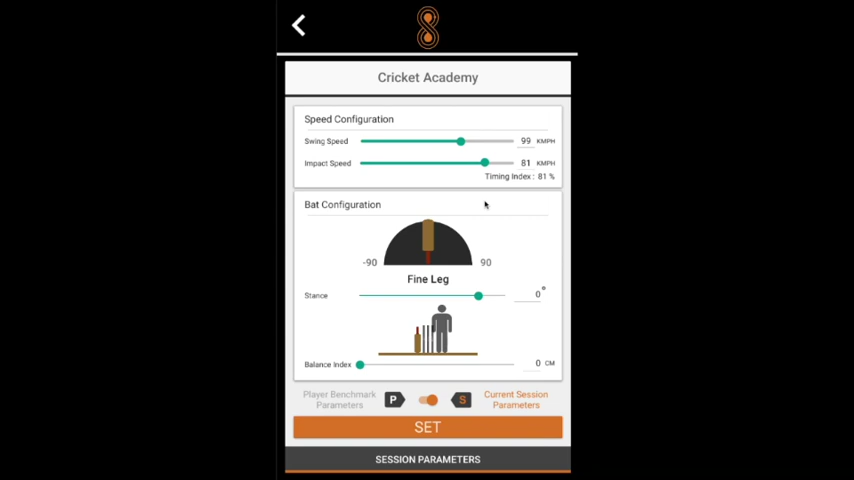 Cricket Academy
Speed Configuration
Swing Speed 99 KMPH
Impact Speed 81 KMPH
Timing Index : 81 %
Bat Configuration
-90 90
Fine Leg
Stance 0°
Balance Index 0 CM
Player Benchmark Parameters P S Current Session Parameters
SET
SESSION PARAMETERS